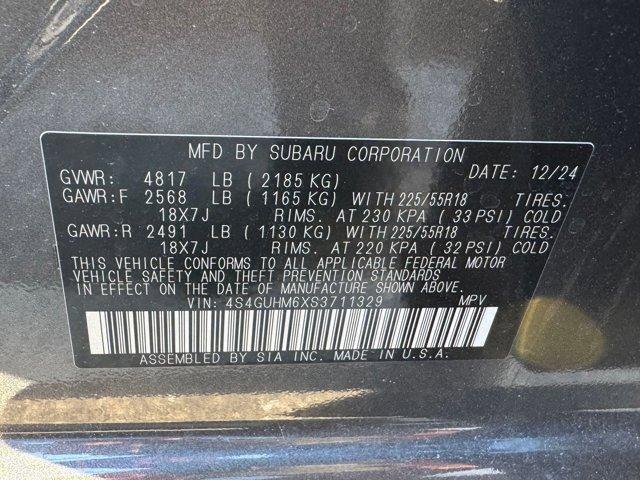 MFD BY SUBARU CORPORATION
GVWR: 4817 LB ( 2185 KG) DATE: 12/24
GAWR:F 2568 LB ( 1165 KG) WITH 225/55R18 TIRES.
18X7J RIMS. AT 230 KPA ( 33 PSI) COLD
GAWR:R 2491 LB ( 1130 KG) WITH 225/55R18 TIRES.
18X7J RIMS. AT 220 KPA ( 32 PSI) COLD
THIS VEHICLE CONFORMS TO ALL APPLICABLE FEDERAL MOTOR
VEHICLE SAFETY AND THEFT PREVENTION STANDARDS
IN EFFECT ON THE DATE OF MANUFACTURE SHOWN ABOVE.
VIN: 4S4GUHM6XS3711329 MPV
ASSEMBLED BY SIA INC. MADE IN U.S.A.